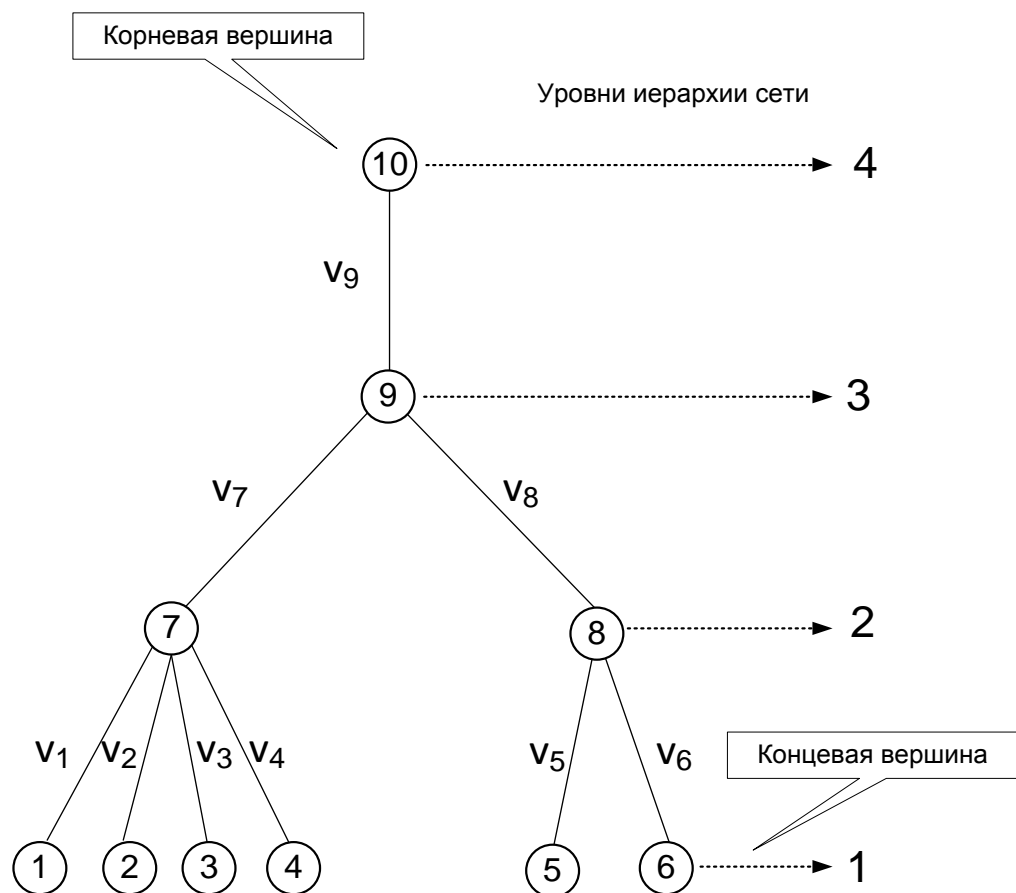 Корневая вершина
Уровни иерархии сети
10
4
v9
9
3
v7
v8
7
8
2
v1
v2
v3
v4
v5
v6
Концевая вершина
1
2
3
4
5
6
1